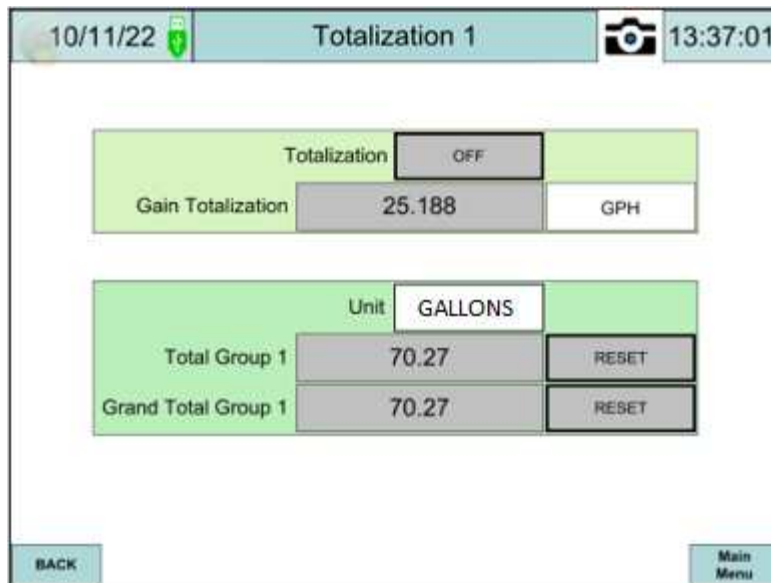 10/11/22 Totalization 1 13:37:01
Totalization OFF
Gain Totalization 25.188 GPH
Unit GALLONS
Total Group 1 70.27 RESET
Grand Total Group 1 70.27 RESET
BACK Main
Menu